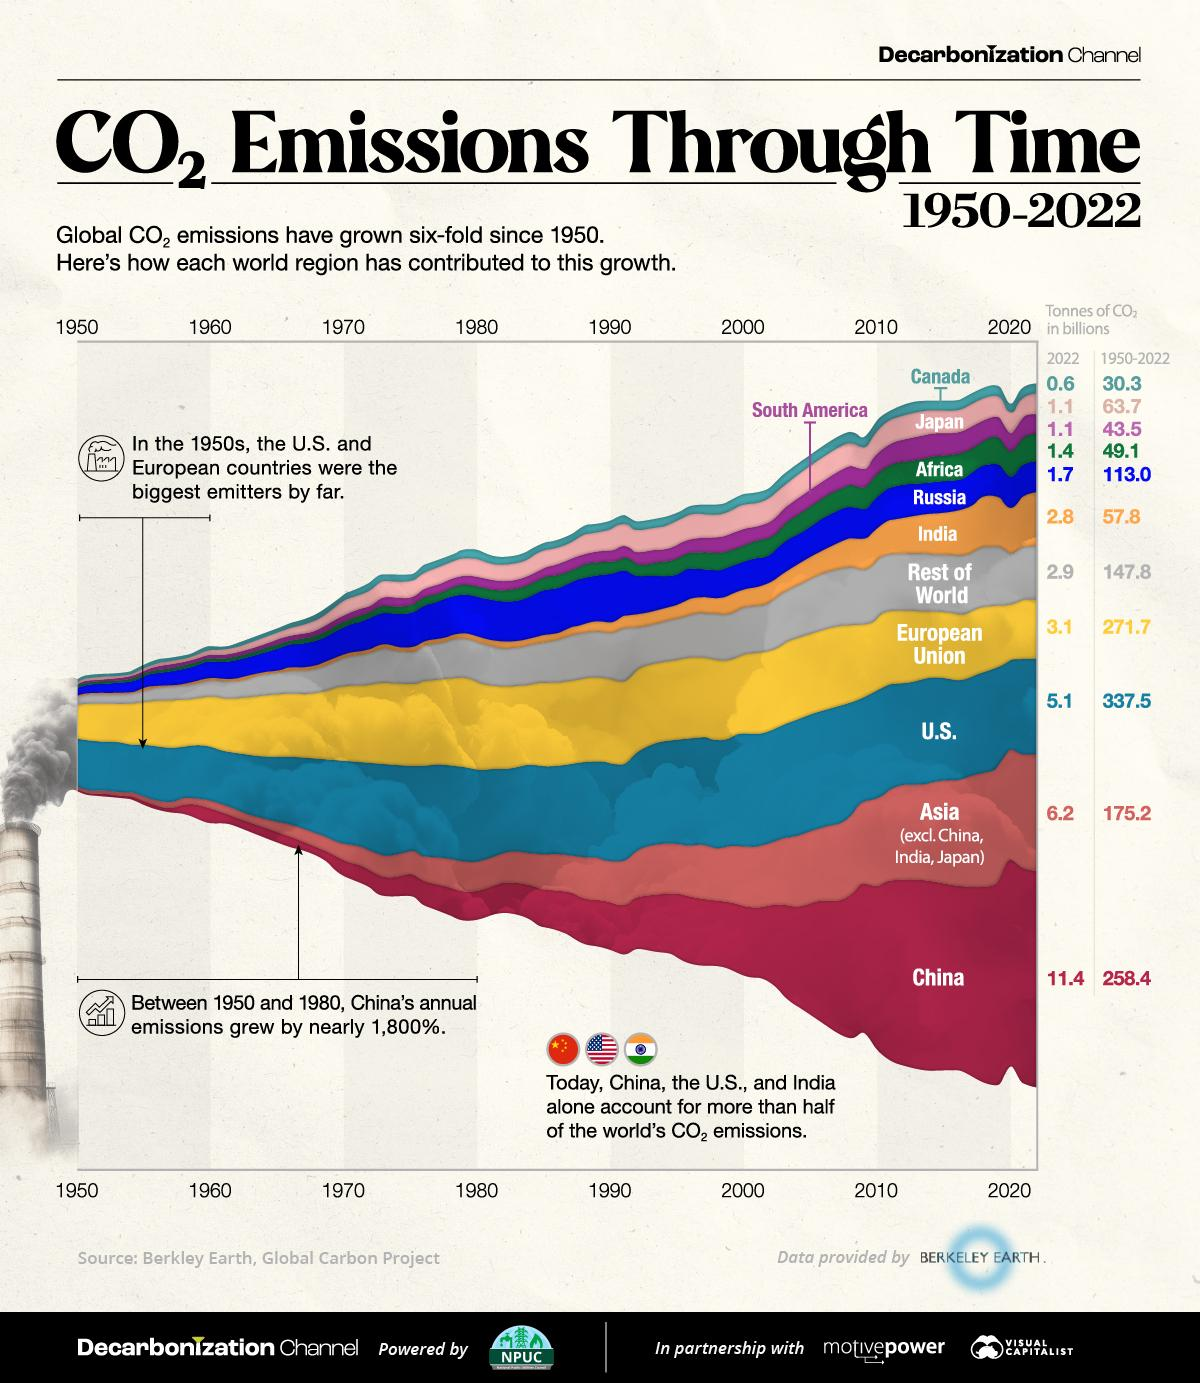 Decarbonization Channel
CO₂ Emissions Through Time
1950-2022
Global CO₂ emissions have grown six-fold since 1950.
Here's how each world region has contributed to this growth.
Tonnes of CO₂
in billions
1950 1960 1970 1980 1990 2000 2010 2020
2022 1950-2022
Canada
0.6 30.3
Japan
1.1 63.7
South America
1.1 43.5
Africa
1.4 49.1
Russia
1.7 113.0
India
2.8 57.8
Rest of
World
2.9 147.8
European
Union
3.1 271.7
U.S.
5.1 337.5
Asia
(excl. China,
India, Japan)
6.2 175.2
China
11.4 258.4
In the 1950s, the U.S. and
European countries were the
biggest emitters by far.
Between 1950 and 1980, China's annual
emissions grew by nearly 1,800%.
Today, China, the U.S., and India
alone account for more than half
of the world's CO₂ emissions.
1950 1960 1970 1980 1990 2000 2010 2020
Source: Berkley Earth, Global Carbon Project
Data provided by BERKELEY EARTH.
Decarbonization Channel
Powered by
NPUC
In partnership with
motivepower
VISUAL
CAPITALIST